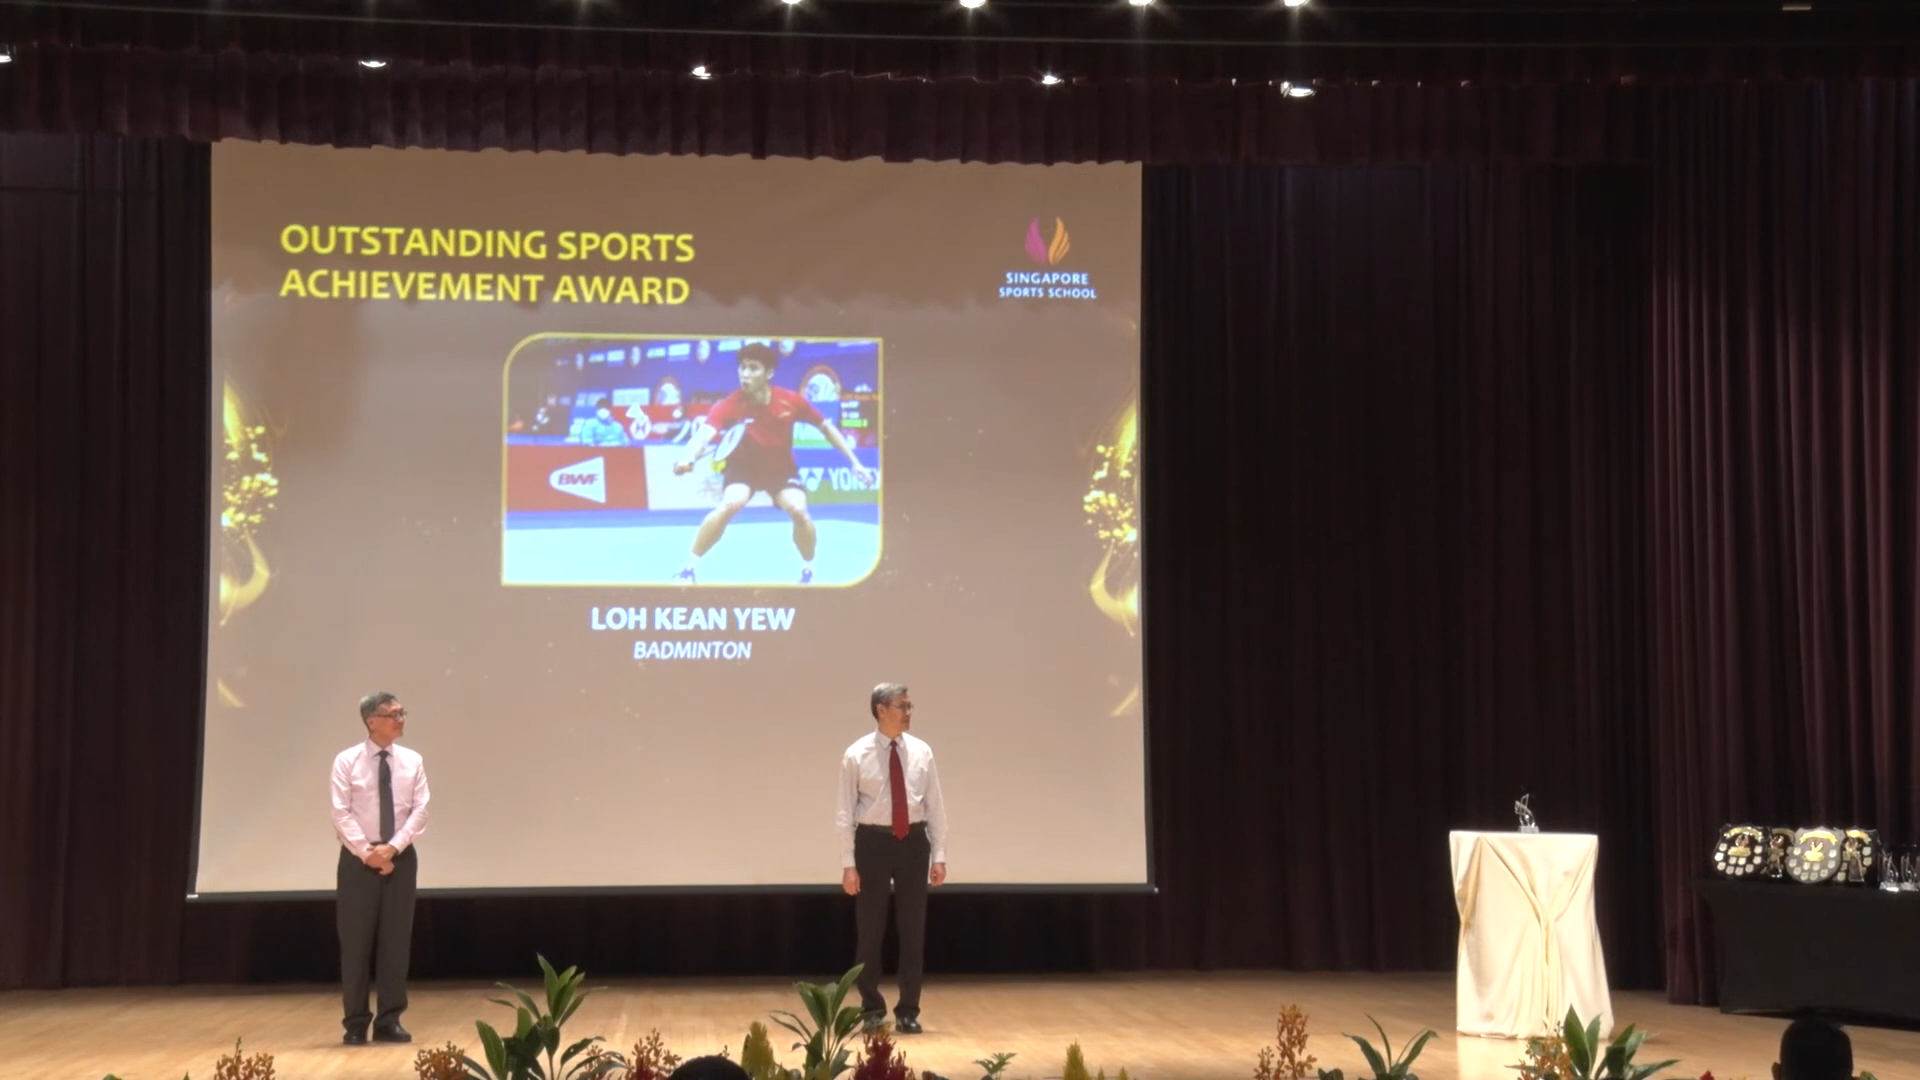 OUTSTANDING SPORTS
ACHIEVEMENT AWARD
SINGAPORE
SPORTS SCHOOL
BWF
YONEX
LOH KEAN YEW
BADMINTON